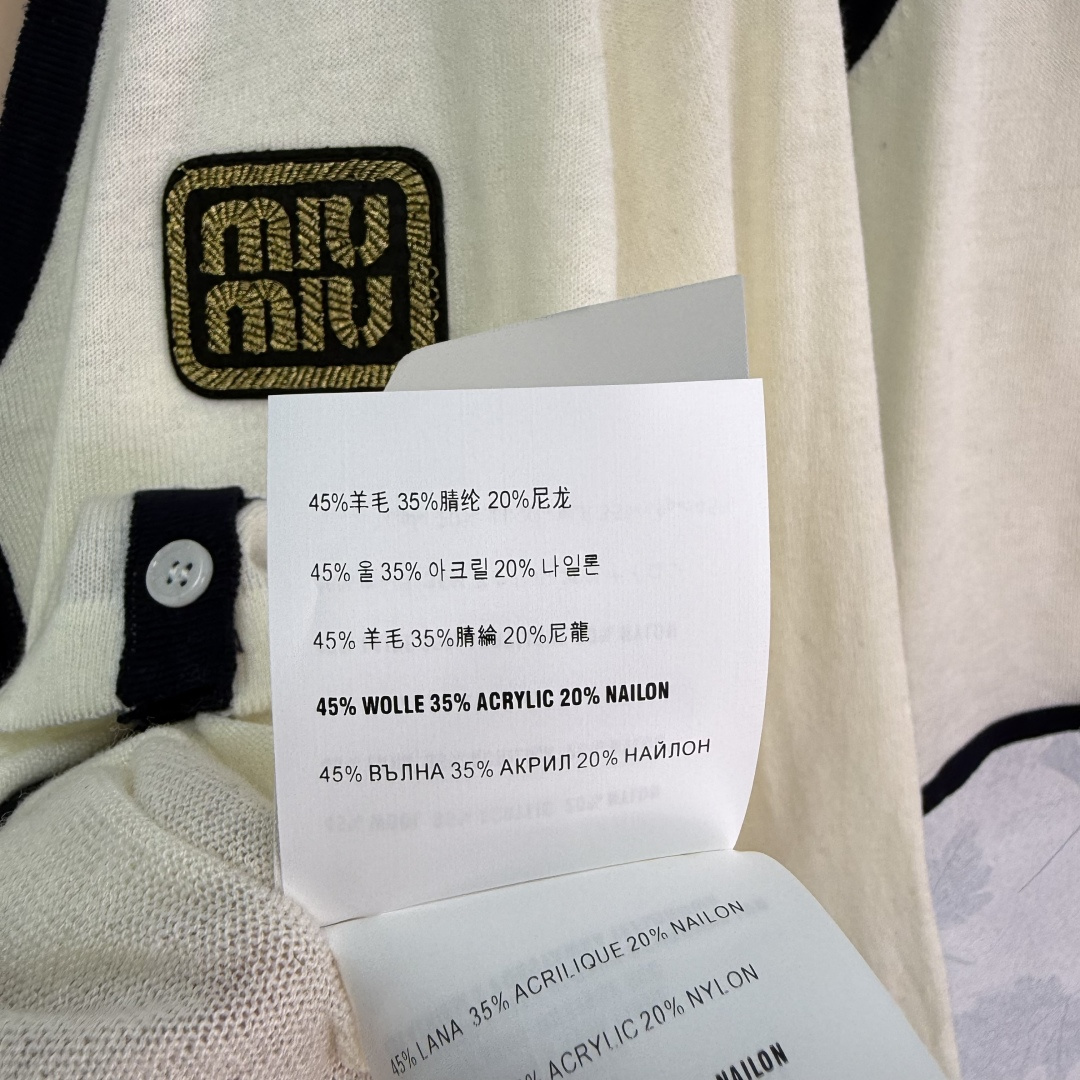 MIU
MIU
45%羊毛 35%腈纶 20%尼龙
45% 울 35% 아크릴 20% 나일론
45% 羊毛 35%腈綸 20%尼龍
45% WOLLE 35% ACRYLIC 20% NAILON
45% ВЪЛНА 35% АКРИЛ 20% НАЙЛОН
45% LANA 35% ACRILIQUE 20% NAILON
% ACRYLIC 20% NYLON
NAILON